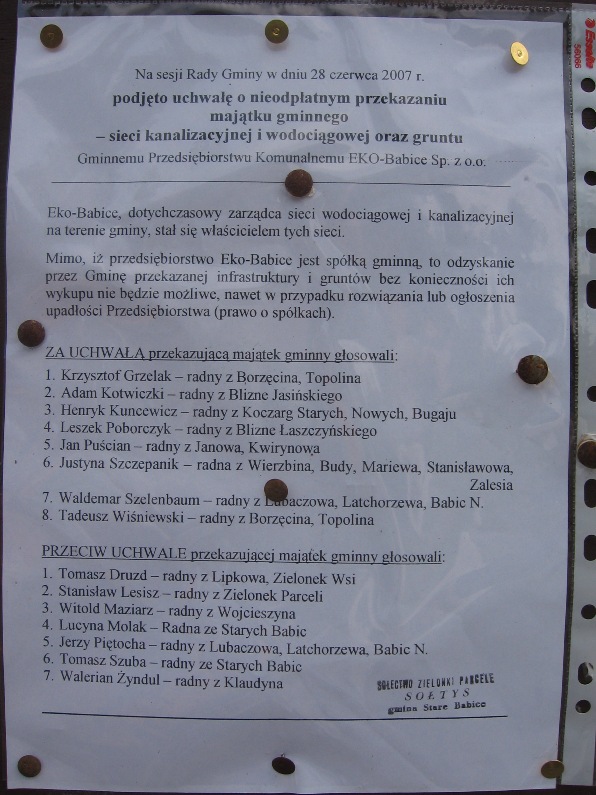 Na sesji Rady Gminy w dniu 28 czerwca 2007 r.
podjęto uchwałę o nieodpłatnym przekazaniu
majątku gminnego
– sieci kanalizacyjnej i wodociągowej oraz gruntu
Gminnemu Przedsiębiorstwu Komunalnemu EKO-Babice Sp. z o.o.
Eko-Babice, dotychczasowy zarządca sieci wodociągowej i kanalizacyjnej
na terenie gminy, stał się właścicielem tych sieci.
Mimo, iż przedsiębiorstwo Eko-Babice jest spółką gminną, to odzyskanie
przez Gminę przekazanej infrastruktury i gruntów bez konieczności ich
wykupu nie będzie możliwe, nawet w przypadku rozwiązania lub ogłoszenia
upadłości Przedsiębiorstwa (prawo o spółkach).
ZA UCHWAŁĄ przekazującą majątek gminny głosowali:
1. Krzysztof Grzelak – radny z Borzęcina, Topolina
2. Adam Kotwiczki – radny z Blizne Jasińskiego
3. Henryk Kuncewicz – radny z Koczarg Starych, Nowych, Bugaju
4. Leszek Poborczyk – radny z Blizne Łaszczyńskiego
5. Jan Puścian – radny z Janowa, Kwirynowa
6. Justyna Szczepanik – radna z Wierzbina, Budy, Mariewa, Stanisławowa,
Zalesia
7. Waldemar Szelenbaum – radny z Lubaczowa, Latchorzewa, Babic N.
8. Tadeusz Wiśniewski – radny z Borzęcina, Topolina
PRZECIW UCHWALE przekazującej majątek gminny głosowali:
1. Tomasz Druzd – radny z Lipkowa, Zielonek Wsi
2. Stanisław Lesisz – radny z Zielonek Parceli
3. Witold Maziarz – radny z Wojcieszyna
4. Lucyna Molak – Radna ze Starych Babic
5. Jerzy Piętocha – radny z Lubaczowa, Latchorzewa, Babic N.
6. Tomasz Szuba – radny ze Starych Babic
7. Walerian Żyndul – radny z Klaudyna
SOŁECTWO ZIELONKI PARCELE
SOŁTYS
gmina Stare Babice
Esselte
56066